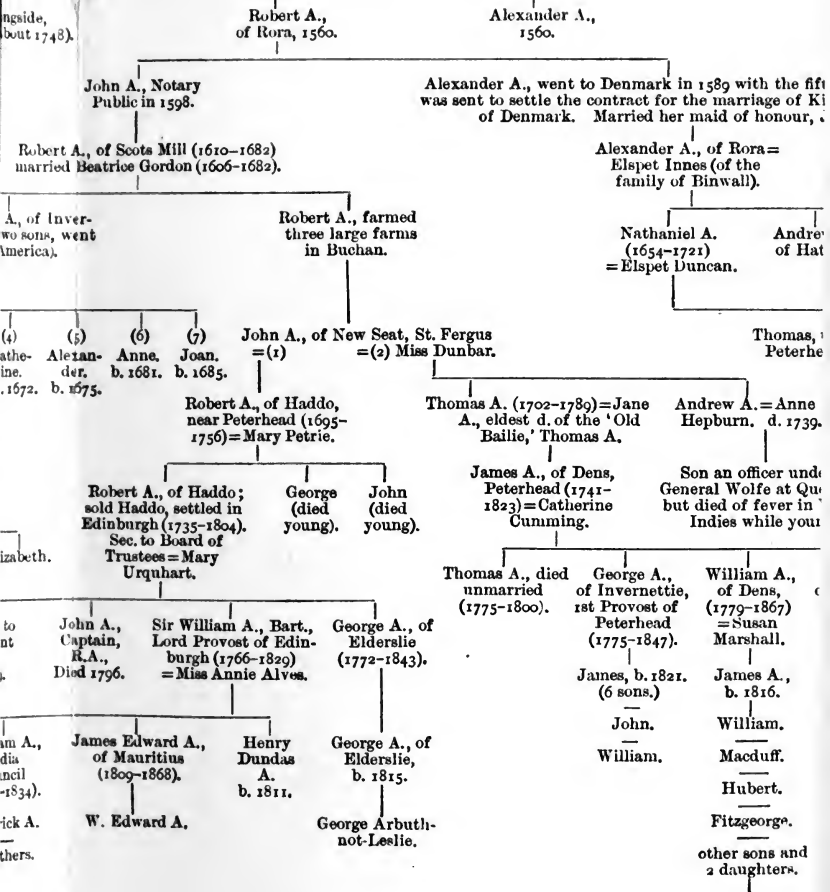 ngside,
bout 1748).
Robert A.,
of Rora, 1560.
Alexander A.,
1560.
John A., Notary
Public in 1598.
Alexander A., went to Denmark in 1589 with the fift
was sent to settle the contract for the marriage of Ki
of Denmark. Married her maid of honour,
Robert A., of Scots Mill (1610-1682)
married Beatrice Gordon (1606-1682).
Alexander A., of Rora=
Elspet Innes (of the
family of Binwall).
A., of Inver-
wo sons, went
America).
Robert A., farmed
three large farms
in Buchan.
Nathaniel A.
(1654-1721)
=Elspet Duncan.
Andre
of Hat
(4)
athe-
ine.
. 1672.
(5)
Alexan-
der.
b. 1675.
(6)
Anne.
b. 1681.
(7)
Joan.
b. 1685.
John A., of New Seat, St. Fergus
=(1) =(2) Miss Dunbar.
Thomas,
Peterhe
Robert A., of Haddo,
near Peterhead (1695-
1756)=Mary Petrie.
Thomas A. (1702-1789)=Jane
A., eldest d. of the 'Old
Bailie,' Thomas A.
Andrew A.=Anne
Hepburn. d. 1739.
Robert A., of Haddo;
sold Haddo, settled in
Edinburgh (1735-1804).
Sec. to Board of
Trustees=Mary
Urquhart.
George
(died
young).
John
(died
young).
James A., of Dens,
Peterhead (1741-
1823)=Catherine
Cumming.
Son an officer unde
General Wolfe at Qu
but died of fever in
Indies while your
izabeth.
Thomas A., died
unmarried
(1775-1800).
George A.,
of Invernettie,
1st Provost of
Peterhead
(1775-1847).
William A.,
of Dens,
(1779-1867)
=Susan
Marshall.
to
nt
John A.,
Captain,
R.A.,
Died 1796.
Sir William A., Bart.,
Lord Provost of Edin-
burgh (1766-1829)
=Miss Annie Alves.
George A., of
Elderslie
(1772-1843).
James, b. 1821.
(6 sons.)
John.
William.
James A.,
b. 1816.
William.
Macduff.
Hubert.
Fitzgeorge.
other sons and
2 daughters.
am A.,
dia
ncil
-1834).
James Edward A.,
of Mauritius
(1809-1868).
Henry
Dundas
A.
b. 1811.
George A., of
Elderslie,
b. 1815.
rick A.
thers.
W. Edward A.
George Arbuth-
not-Leslie.